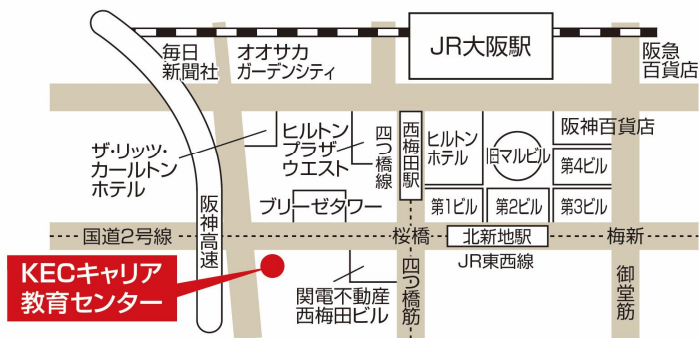 JR大阪駅
毎日
新聞社
オオサカ
ガーデンシティ
阪急
百貨店
ザ・リッツ・
カールトン
ホテル
ヒルトン
プラザ
ウエスト
四つ橋線
西梅田駅
ヒルトン
ホテル
旧マルビル
阪神百貨店
第4ビル
ブリーゼタワー
第1ビル
第2ビル
第3ビル
阪神高速
国道2号線
桜橋
北新地駅
梅新
JR東西線
KECキャリア
教育センター
関電不動産
西梅田ビル
四つ橋筋
御堂筋